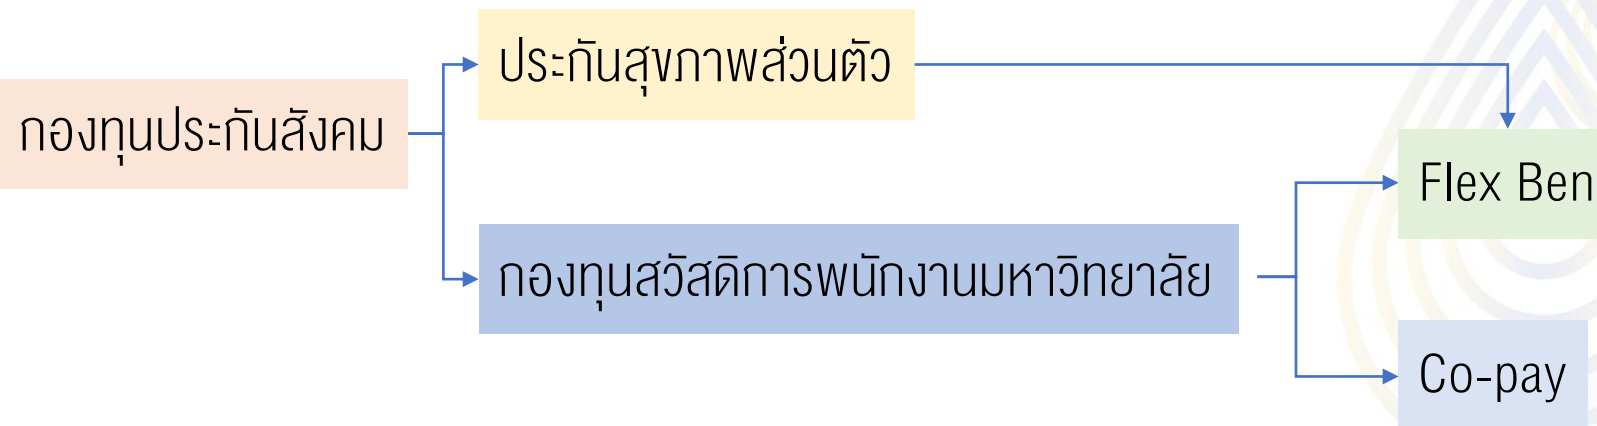 ประกันสุขภาพส่วนตัว
กองทุนประกันสังคม
Flex Ben
กองทุนสวัสดิการพนักงานมหาวิทยาลัย
Co-pay